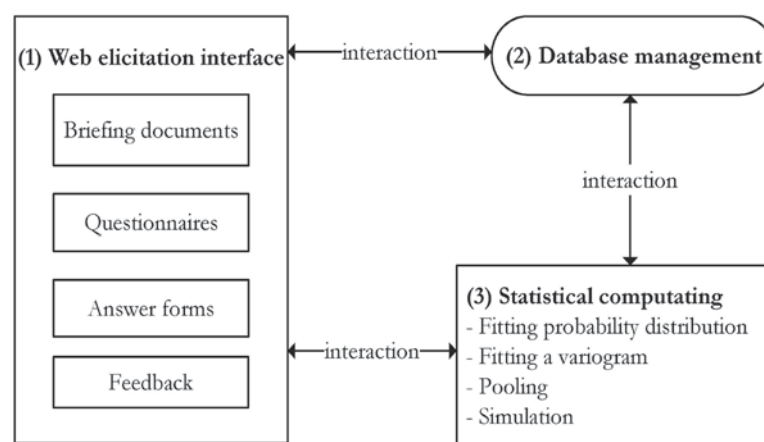 (1) Web elicitation interface
Briefing documents
Questionnaires
Answer forms
Feedback
interaction
(2) Database management
interaction
interaction
(3) Statistical computating
- Fitting probability distribution
- Fitting a variogram
- Pooling
- Simulation